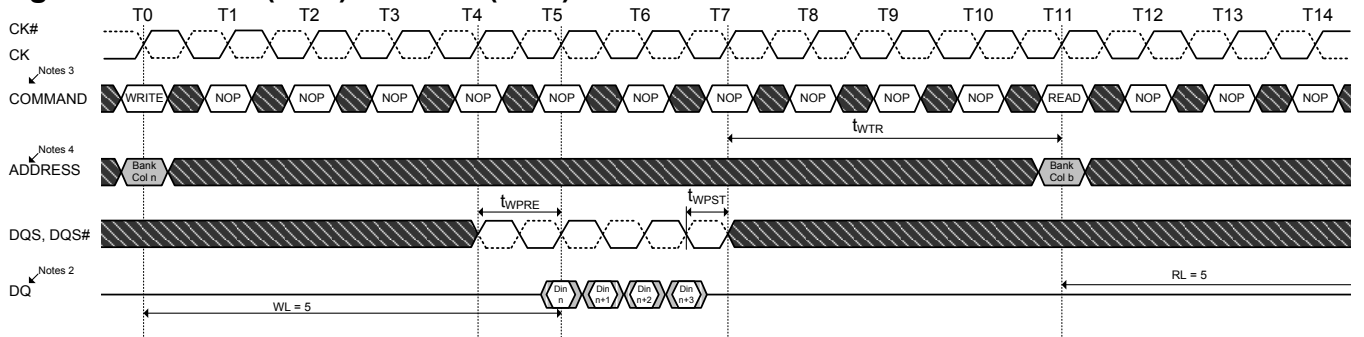 T0 T1 T2 T3 T4 T5 T6 T7 T8 T9 T10 T11 T12 T13 T14
CK#
CK
Notes 3
COMMAND WRITE NOP NOP NOP NOP NOP NOP NOP NOP NOP NOP READ NOP NOP NOP
tWTR
Notes 4
ADDRESS Bank Col n Bank Col b
tWPRE tWPST
DQS, DQS#
Notes 2
DQ Din n Din n+1 Din n+2 Din n+3
RL = 5
WL = 5